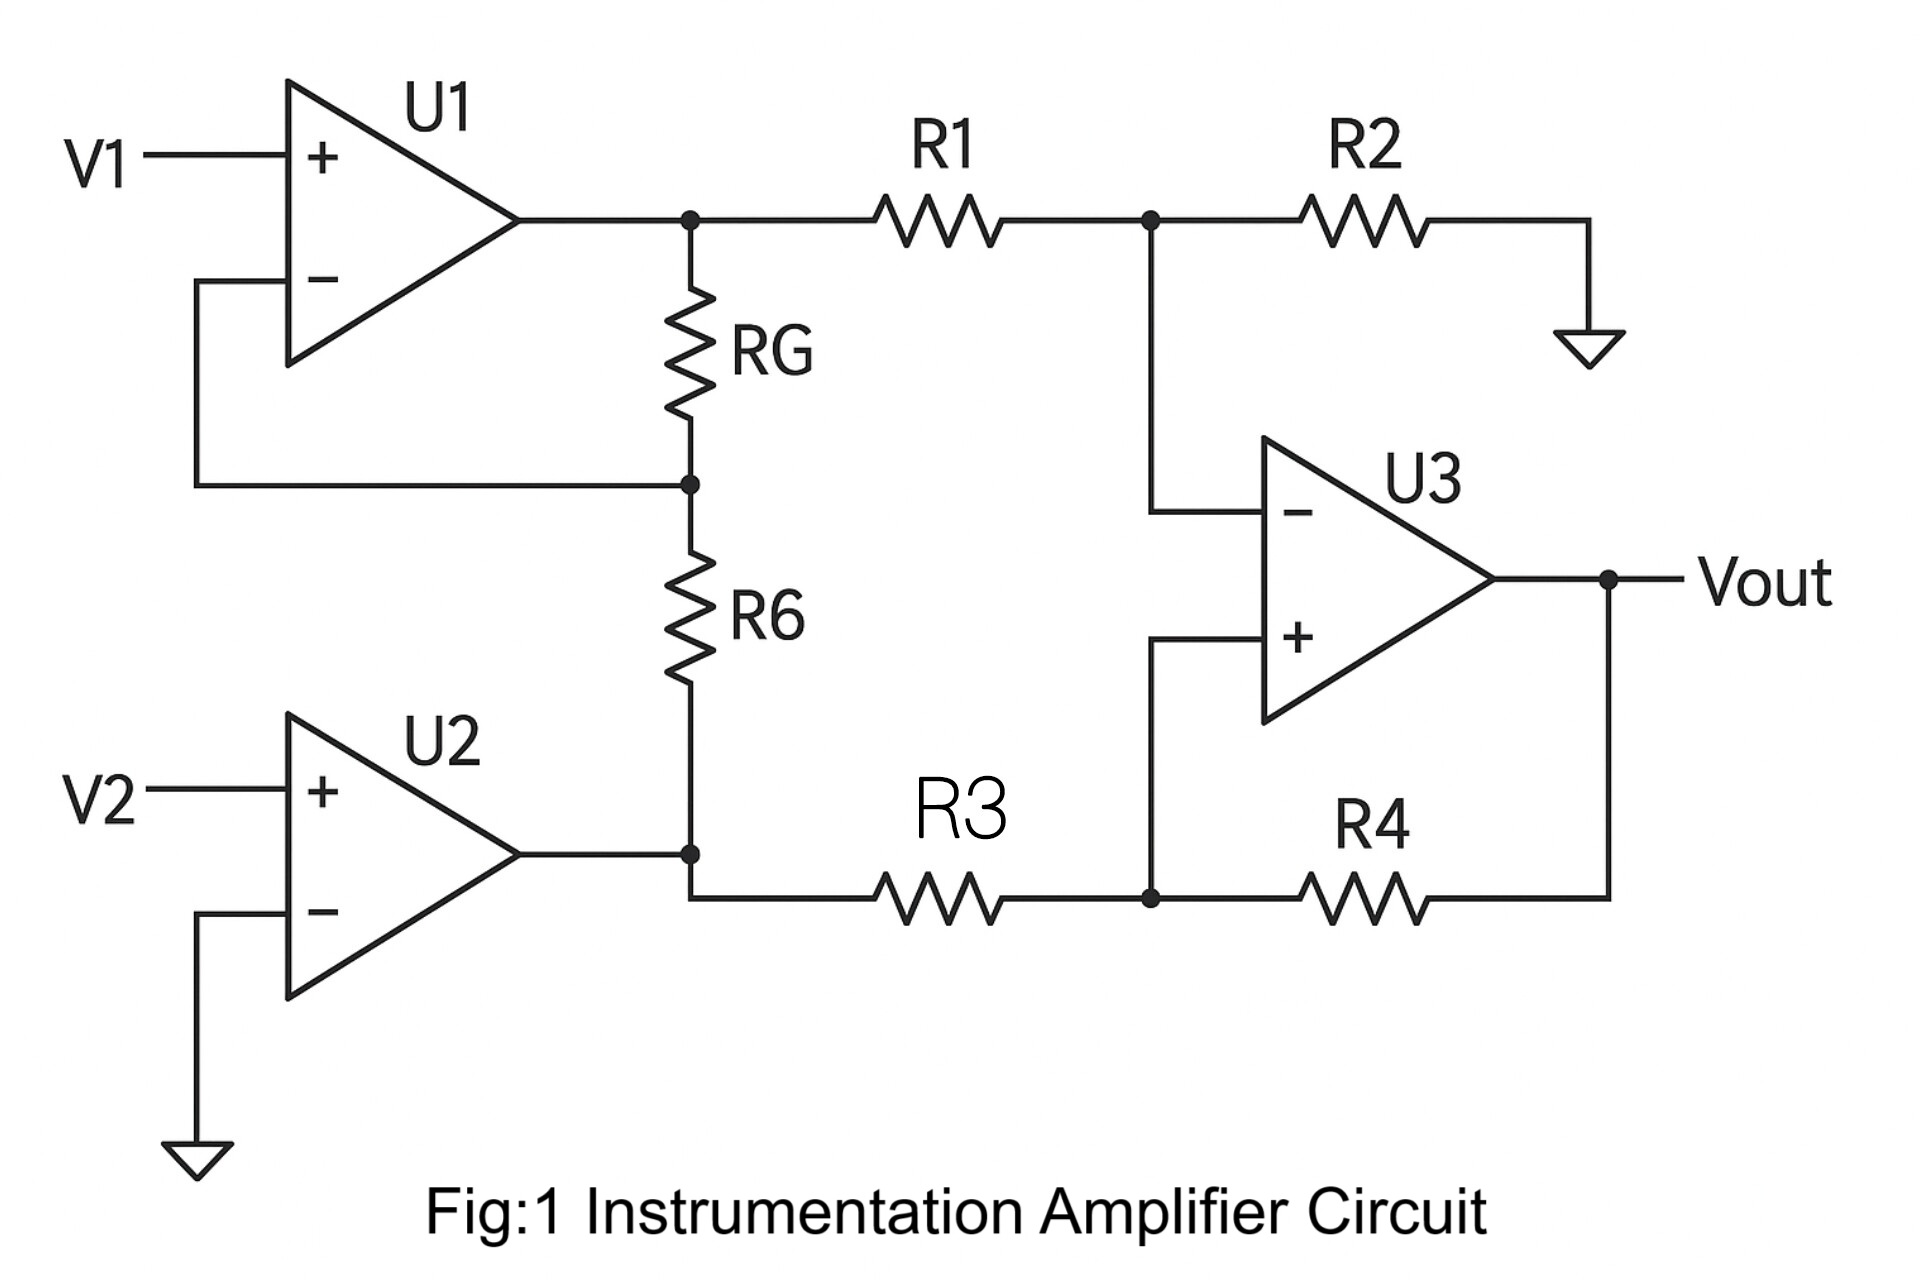 U1
R1
R2
V1
+
−
RG
U3
−
Vout
R6
+
U2
V2
+
R3
R4
−
Fig:1 Instrumentation Amplifier Circuit